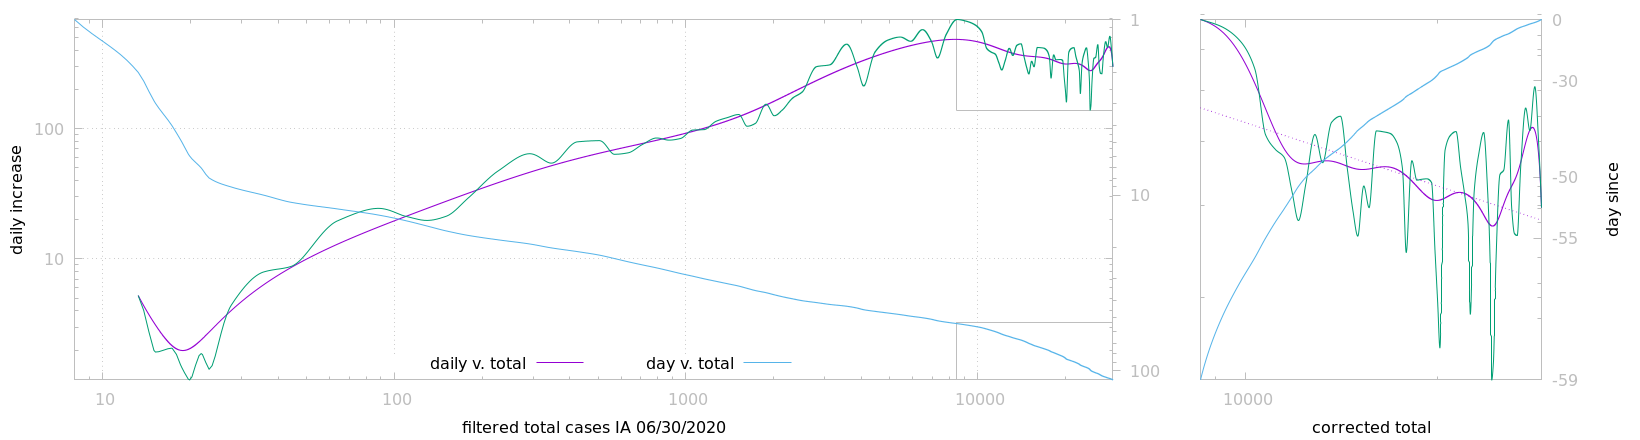 daily increase
100
10
daily v. total
day v. total
10
100
1000
10000
filtered total cases IA 06/30/2020
1
10
100
10000
corrected total
0
-30
-50
-55
-59
day since